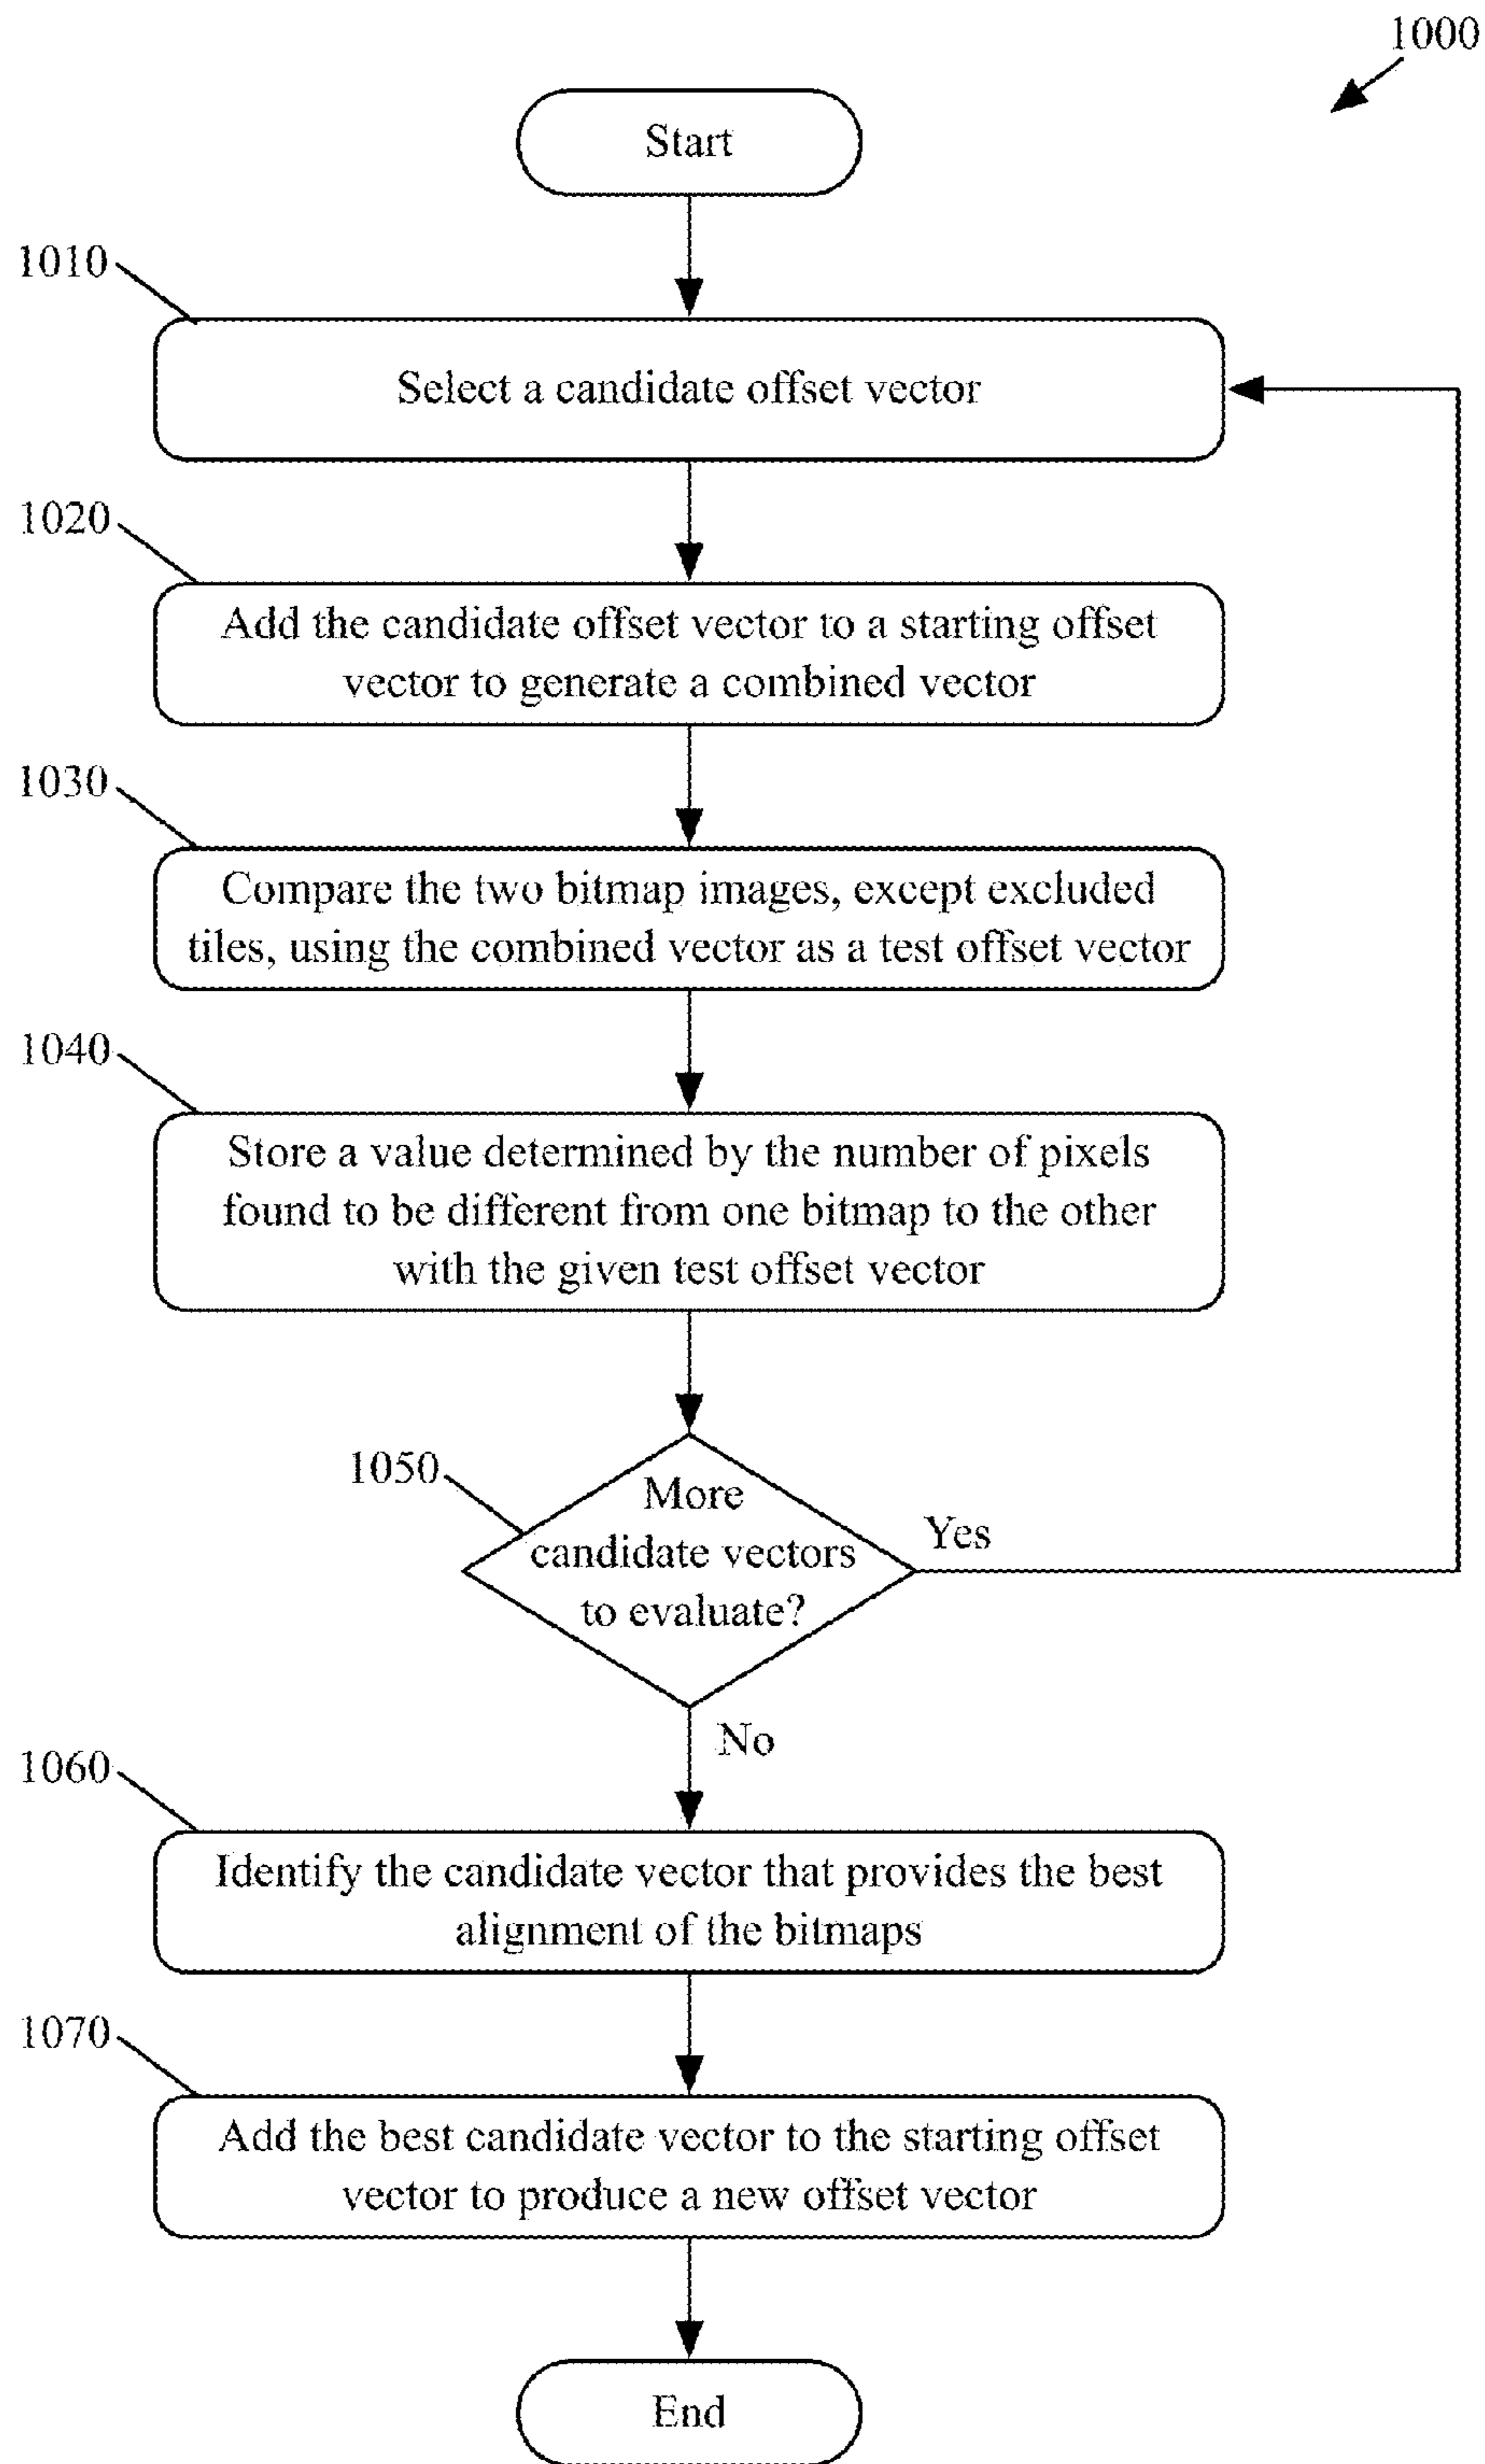 1000
Start
1010
Select a candidate offset vector
1020
Add the candidate offset vector to a starting offset
vector to generate a combined vector
1030
Compare the two bitmap images, except excluded
tiles, using the combined vector as a test offset vector
1040
Store a value determined by the number of pixels
found to be different from one bitmap to the other
with the given test offset vector
1050
More
candidate vectors
to evaluate?
Yes
No
1060
Identify the candidate vector that provides the best
alignment of the bitmaps
1070
Add the best candidate vector to the starting offset
vector to produce a new offset vector
End